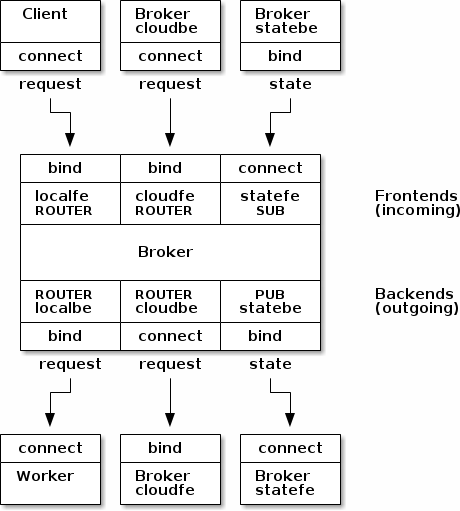 Client Broker Broker
cloudbe statebe
connect connect bind
request request state
bind bind connect
localfe cloudfe statefe Frontends
ROUTER ROUTER SUB (incoming)
Broker
ROUTER ROUTER PUB Backends
localbe cloudbe statebe (outgoing)
bind connect bind
request request state
connect bind connect
Worker Broker Broker
cloudfe statefe